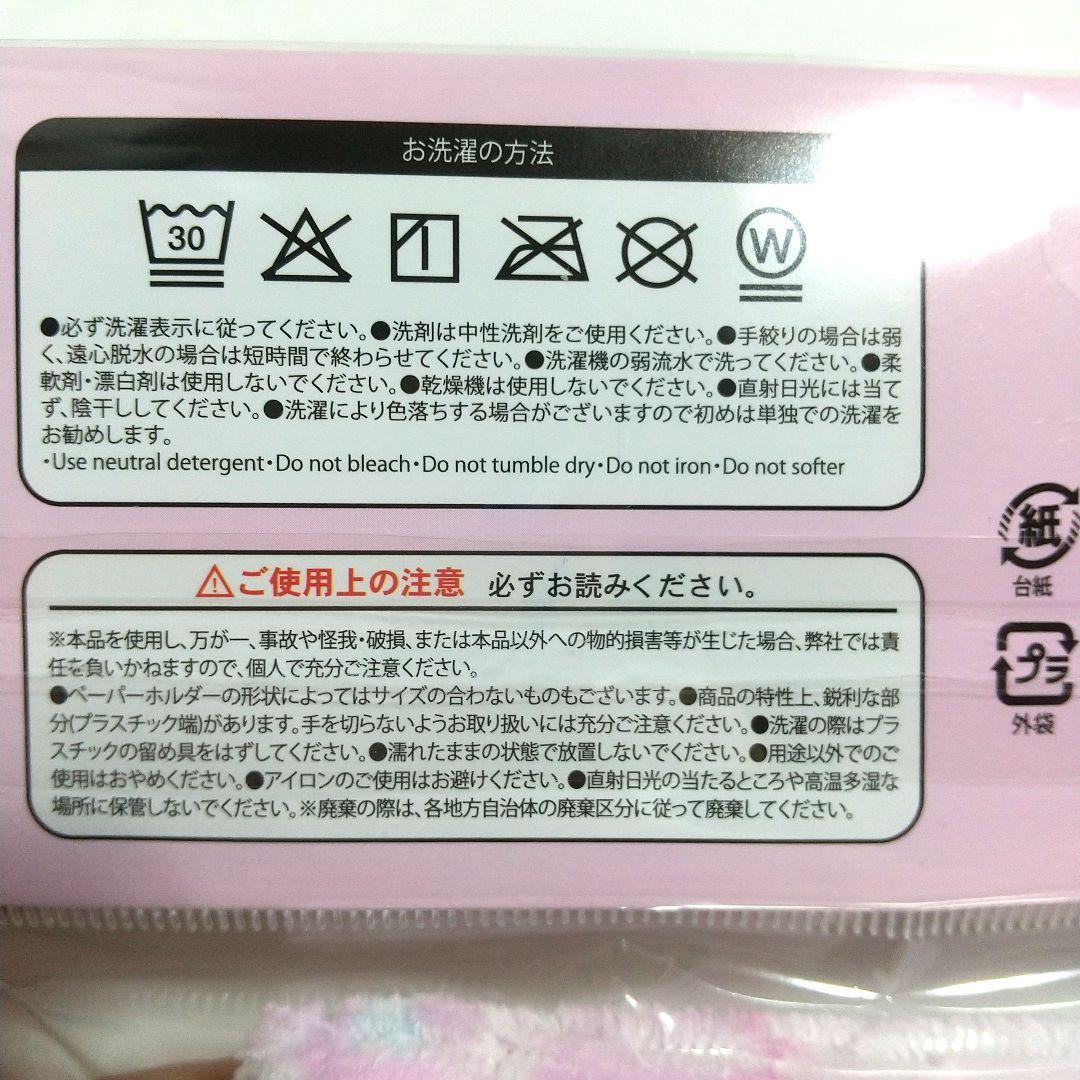 お洗濯の方法
30
W
●必ず洗濯表示に従ってください。●洗剤は中性洗剤をご使用ください。●手絞りの場合は弱
く、遠心脱水の場合は短時間で終わらせてください。●洗濯機の弱流水で洗ってください。●柔
軟剤・漂白剤は使用しないでください。●乾燥機は使用しないでください。●直射日光には当て
ず、陰干ししてください。●洗濯により色落ちする場合がございますので初めは単独での洗濯を
お勧めします。
・Use neutral detergent・Do not bleach・Do not tumble dry・Do not iron・Do not softer
紙
台紙
⚠ご使用上の注意 必ずお読みください。
※本品を使用し、万が一、事故や怪我・破損、または本品以外への物的損害等が生じた場合、弊社では責
任を負いかねますので、個人で充分ご注意ください。
●ペーパーホルダーの形状によってはサイズの合わないものもございます。●商品の特性上、鋭利な部
分(プラスチック端)があります。手を切らないようお取り扱いには充分ご注意ください。●洗濯の際はプラ
スチックの留め具をはずしてください。●濡れたままの状態で放置しないでください。●用途以外でのご
使用はおやめください。●アイロンのご使用はお避けください。●直射日光の当たるところや高温多湿な
場所に保管しないでください。※廃棄の際は、各地方自治体の廃棄区分に従って廃棄してください。
プラ
外袋